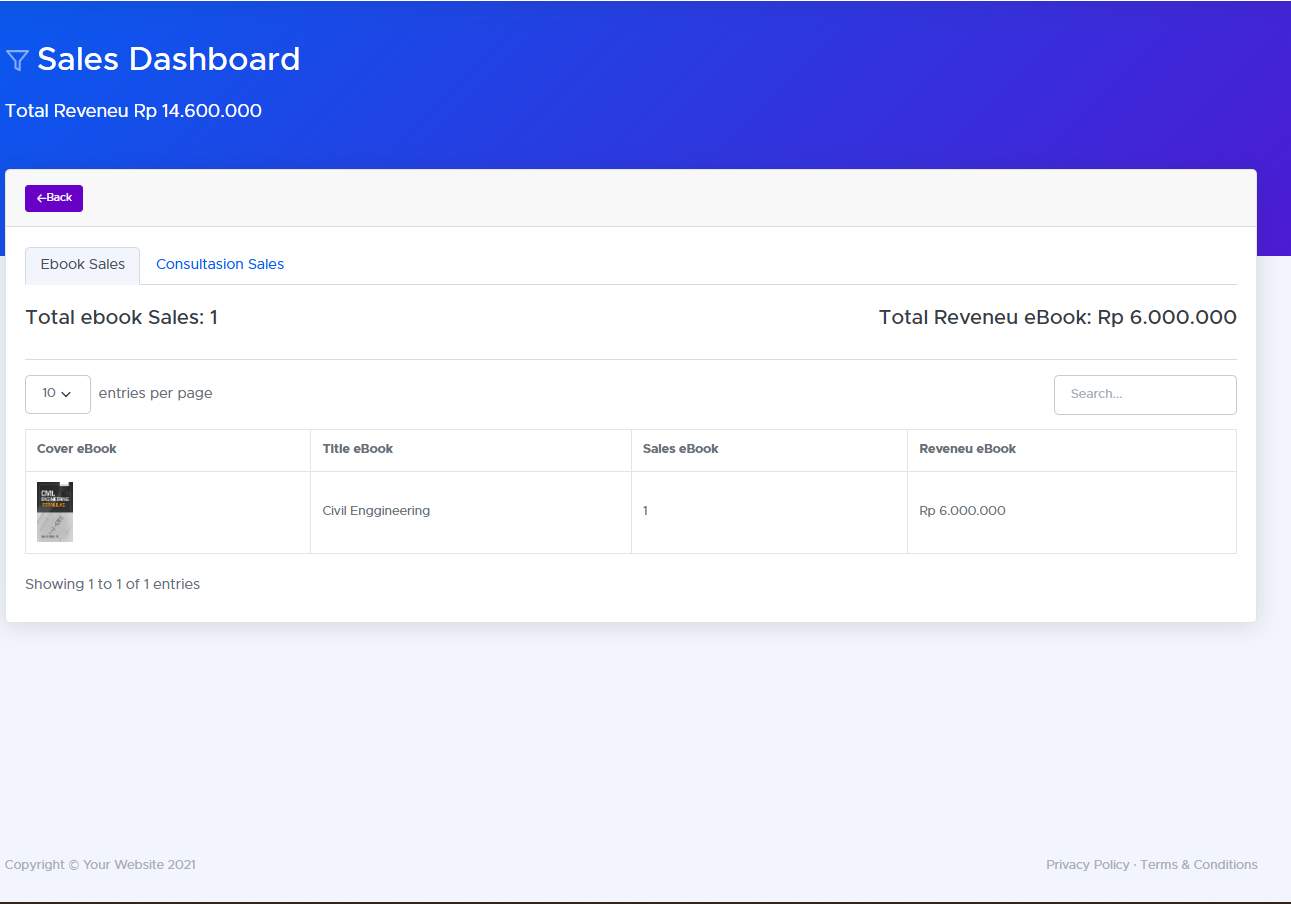 Sales Dashboard
Total Reveneu Rp 14.600.000
←Back
Ebook Sales Consultasion Sales
Total ebook Sales: 1 Total Reveneu eBook: Rp 6.000.000
10 entries per page Search...
Cover eBook Title eBook Sales eBook Reveneu eBook
CIVIL
ENGINEERING
FORMULAS
Civil Enggineering 1 Rp 6.000.000
Showing 1 to 1 of 1 entries
Copyright © Your Website 2021 Privacy Policy · Terms & Conditions